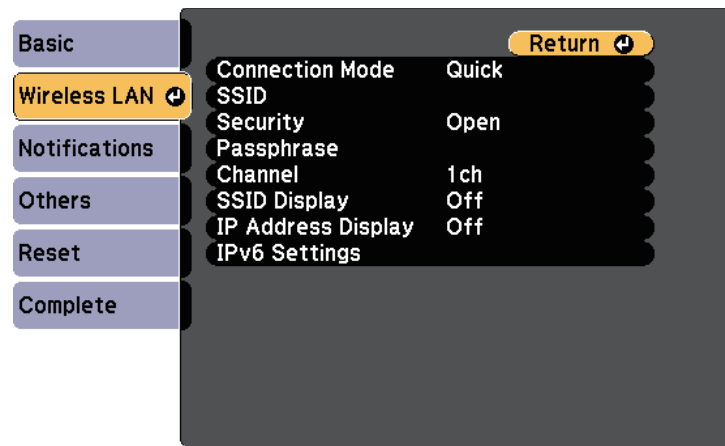 Basic
Wireless LAN
Notifications
Others
Reset
Complete
Return
Connection Mode Quick
SSID
Security Open
Passphrase
Channel 1ch
SSID Display Off
IP Address Display Off
IPv6 Settings